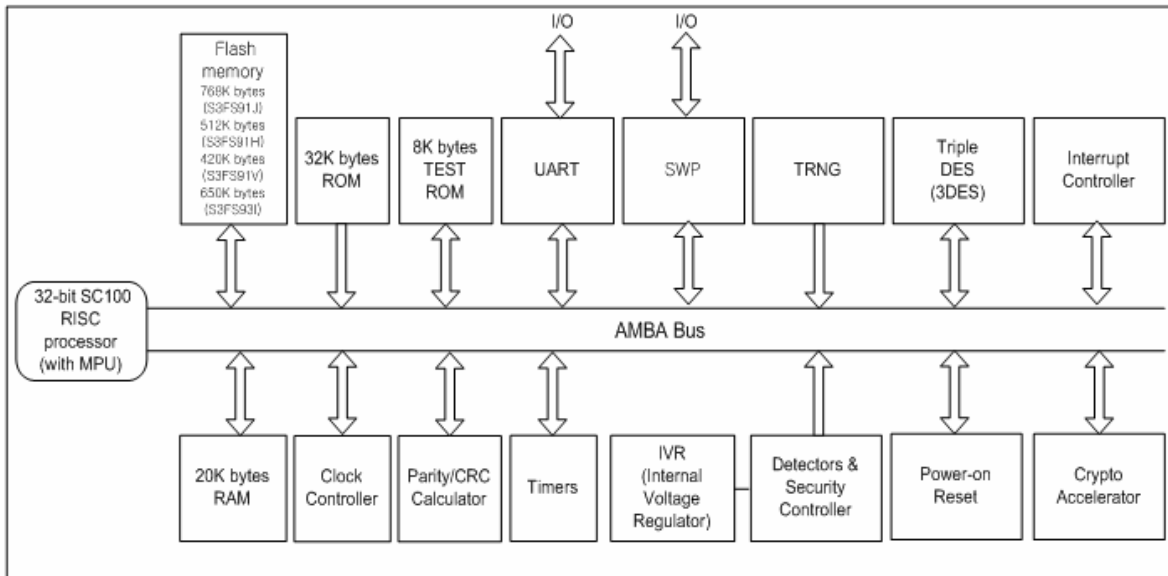 I/O
I/O
Flash
memory
768K bytes
(S3FS91J)
512K bytes
(S3FS91H)
420K bytes
(S3FS91V)
650K bytes
(S3FS93I)
32K bytes
ROM
8K bytes
TEST
ROM
UART
SWP
TRNG
Triple
DES
(3DES)
Interrupt
Controller
32-bit SC100
RISC
processor
(with MPU)
AMBA Bus
20K bytes
RAM
Clock
Controller
Parity/CRC
Calculator
Timers
IVR
(Internal
Voltage
Regulator)
Detectors &
Security
Controller
Power-on
Reset
Crypto
Accelerator